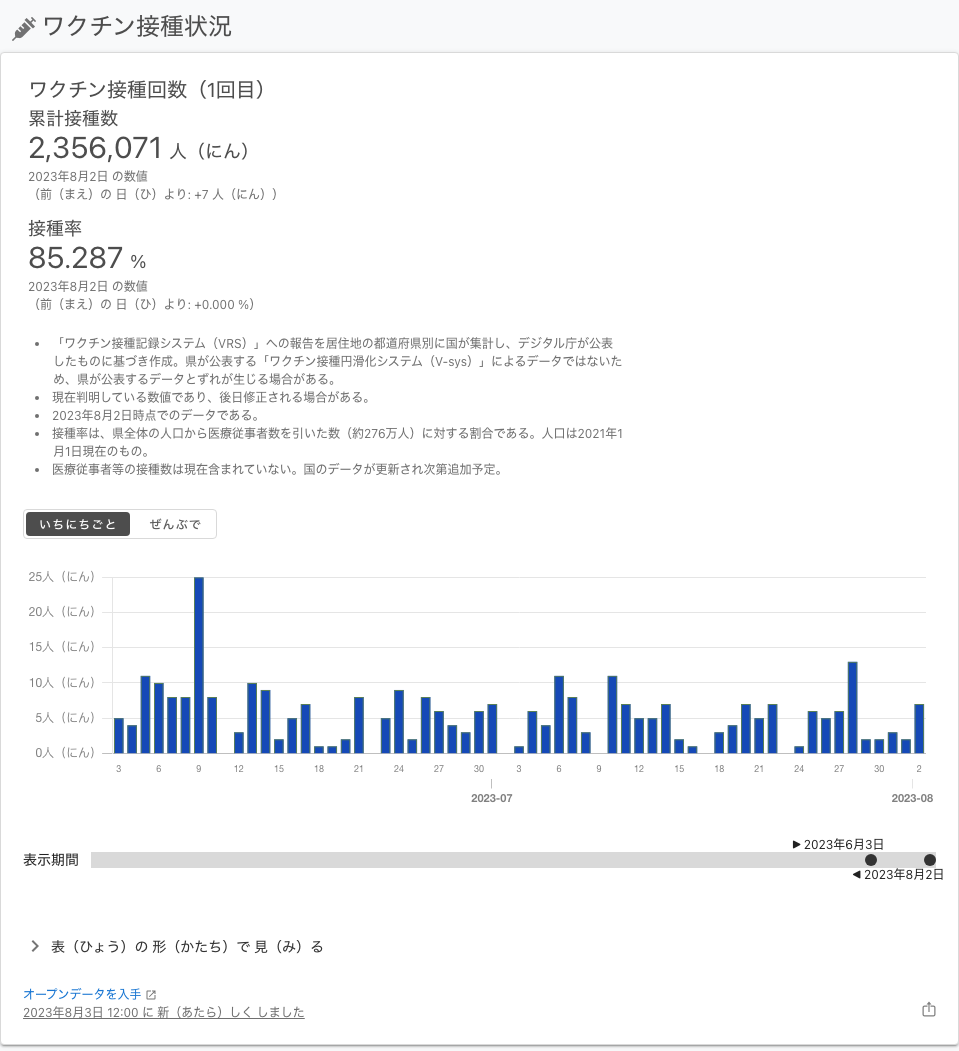 ワクチン接種状況
ワクチン接種回数（1回目）
累計接種数
2,356,071 人（にん）
2023年8月2日 の数値
（前（まえ）の 日（ひ）より: +7 人（にん））
接種率
85.287 %
2023年8月2日 の数値
（前（まえ）の 日（ひ）より: +0.000 %）
• 「ワクチン接種記録システム（VRS）」への報告を居住地の都道府県別に国が集計し、デジタル庁が公表
したものに基づき作成。県が公表する「ワクチン接種円滑化システム（V-sys）」によるデータではないた
め、県が公表するデータとずれが生じる場合がある。
• 現在判明している数値であり、後日修正される場合がある。
• 2023年8月2日時点でのデータである。
• 接種率は、県全体の人口から医療従事者数を引いた数（約276万人）に対する割合である。人口は2021年1
月1日現在のもの。
• 医療従事者等の接種数は現在含まれていない。国のデータが更新され次第追加予定。
いちにちごと ぜんぶで
25人（にん）
20人（にん）
15人（にん）
10人（にん）
5人（にん）
0人（にん）
3 6 9 12 15 18 21 24 27 30 3 6 9 12 15 18 21 24 27 30 2
2023-07 2023-08
▶ 2023年6月3日
表示期間
◀ 2023年8月2日
表（ひょう）の 形（かたち）で 見（み）る
オープンデータを入手
2023年8月3日 12:00 に 新（あたら）しく しました